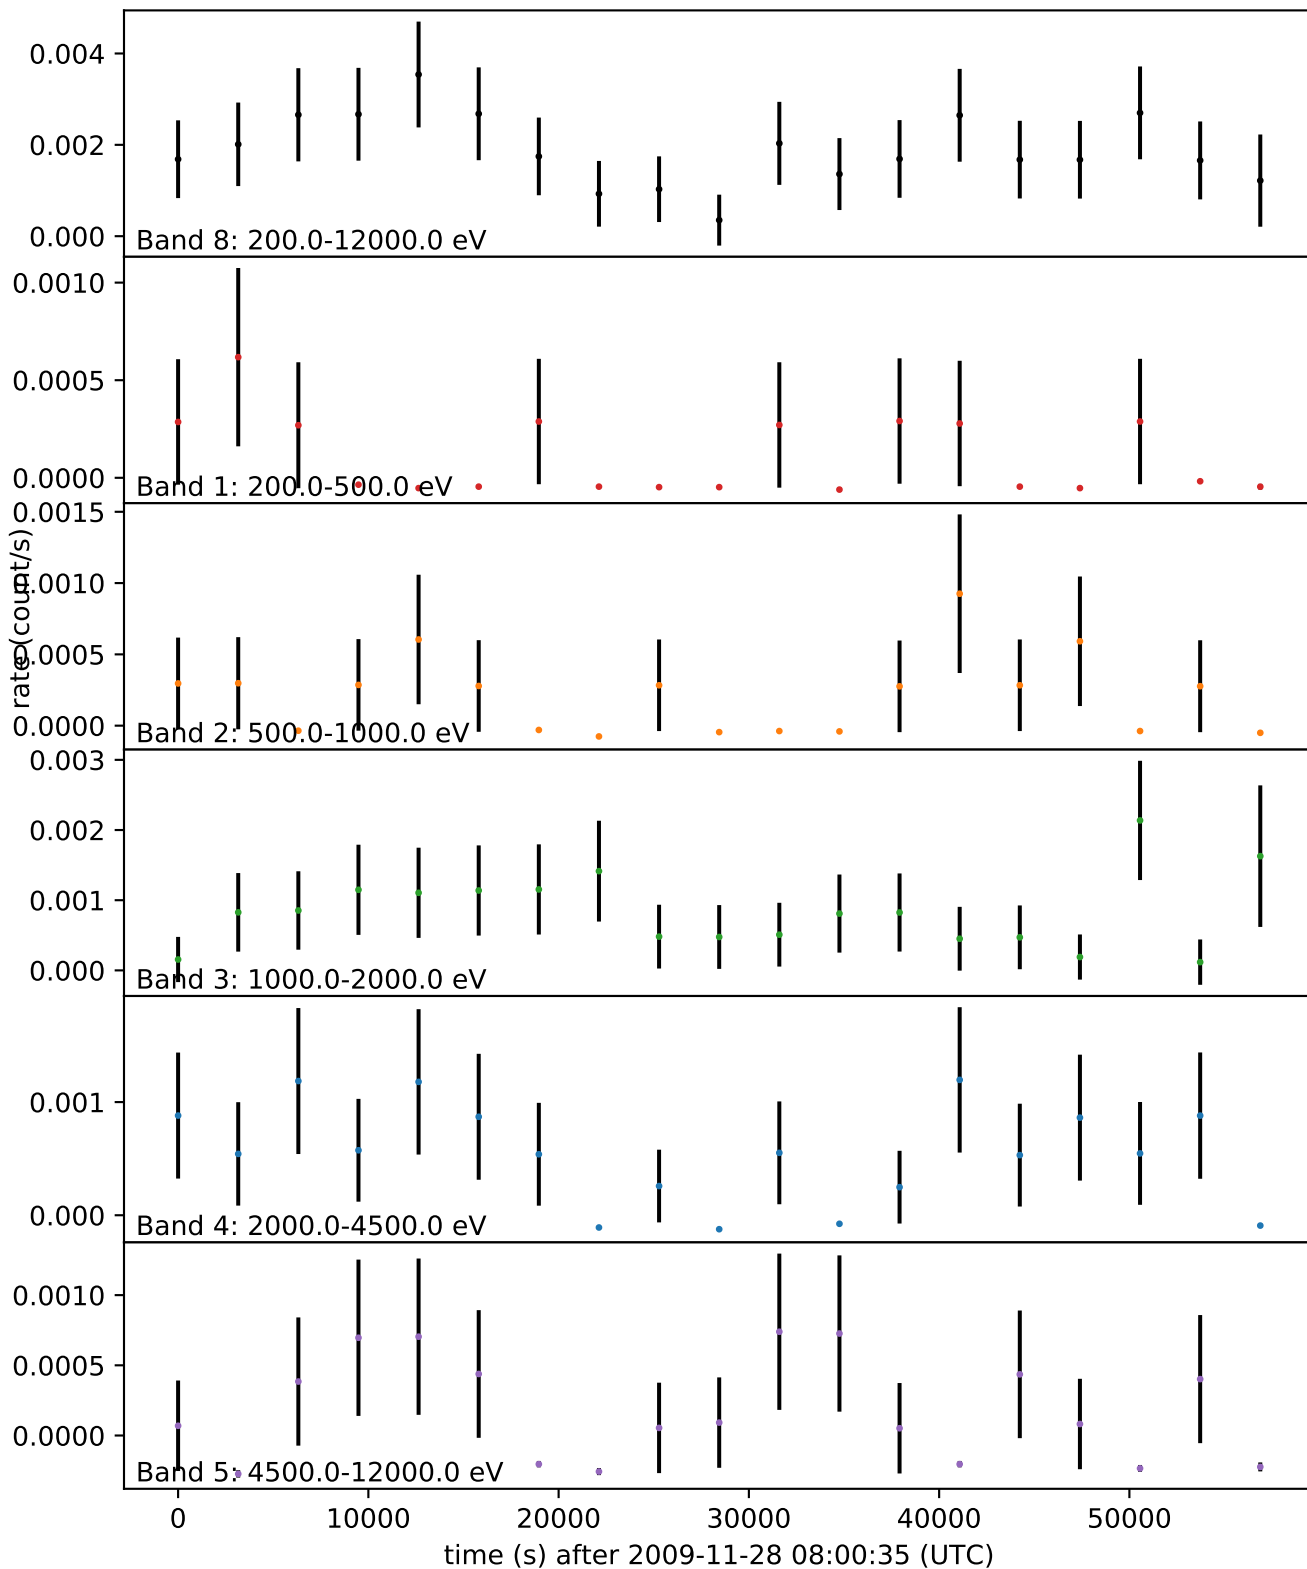 0.004
0.002
0.000
Band 8: 200.0-12000.0 eV
0.0010
0.0005
0.0000
Band 1: 200.0-500.0 eV
0.0015
0.0010
0.0005
0.0000
Band 2: 500.0-1000.0 eV
rate (count/s)
0.003
0.002
0.001
0.000
Band 3: 1000.0-2000.0 eV
0.001
0.000
Band 4: 2000.0-4500.0 eV
0.0010
0.0005
0.0000
Band 5: 4500.0-12000.0 eV
0 10000 20000 30000 40000 50000
time (s) after 2009-11-28 08:00:35 (UTC)